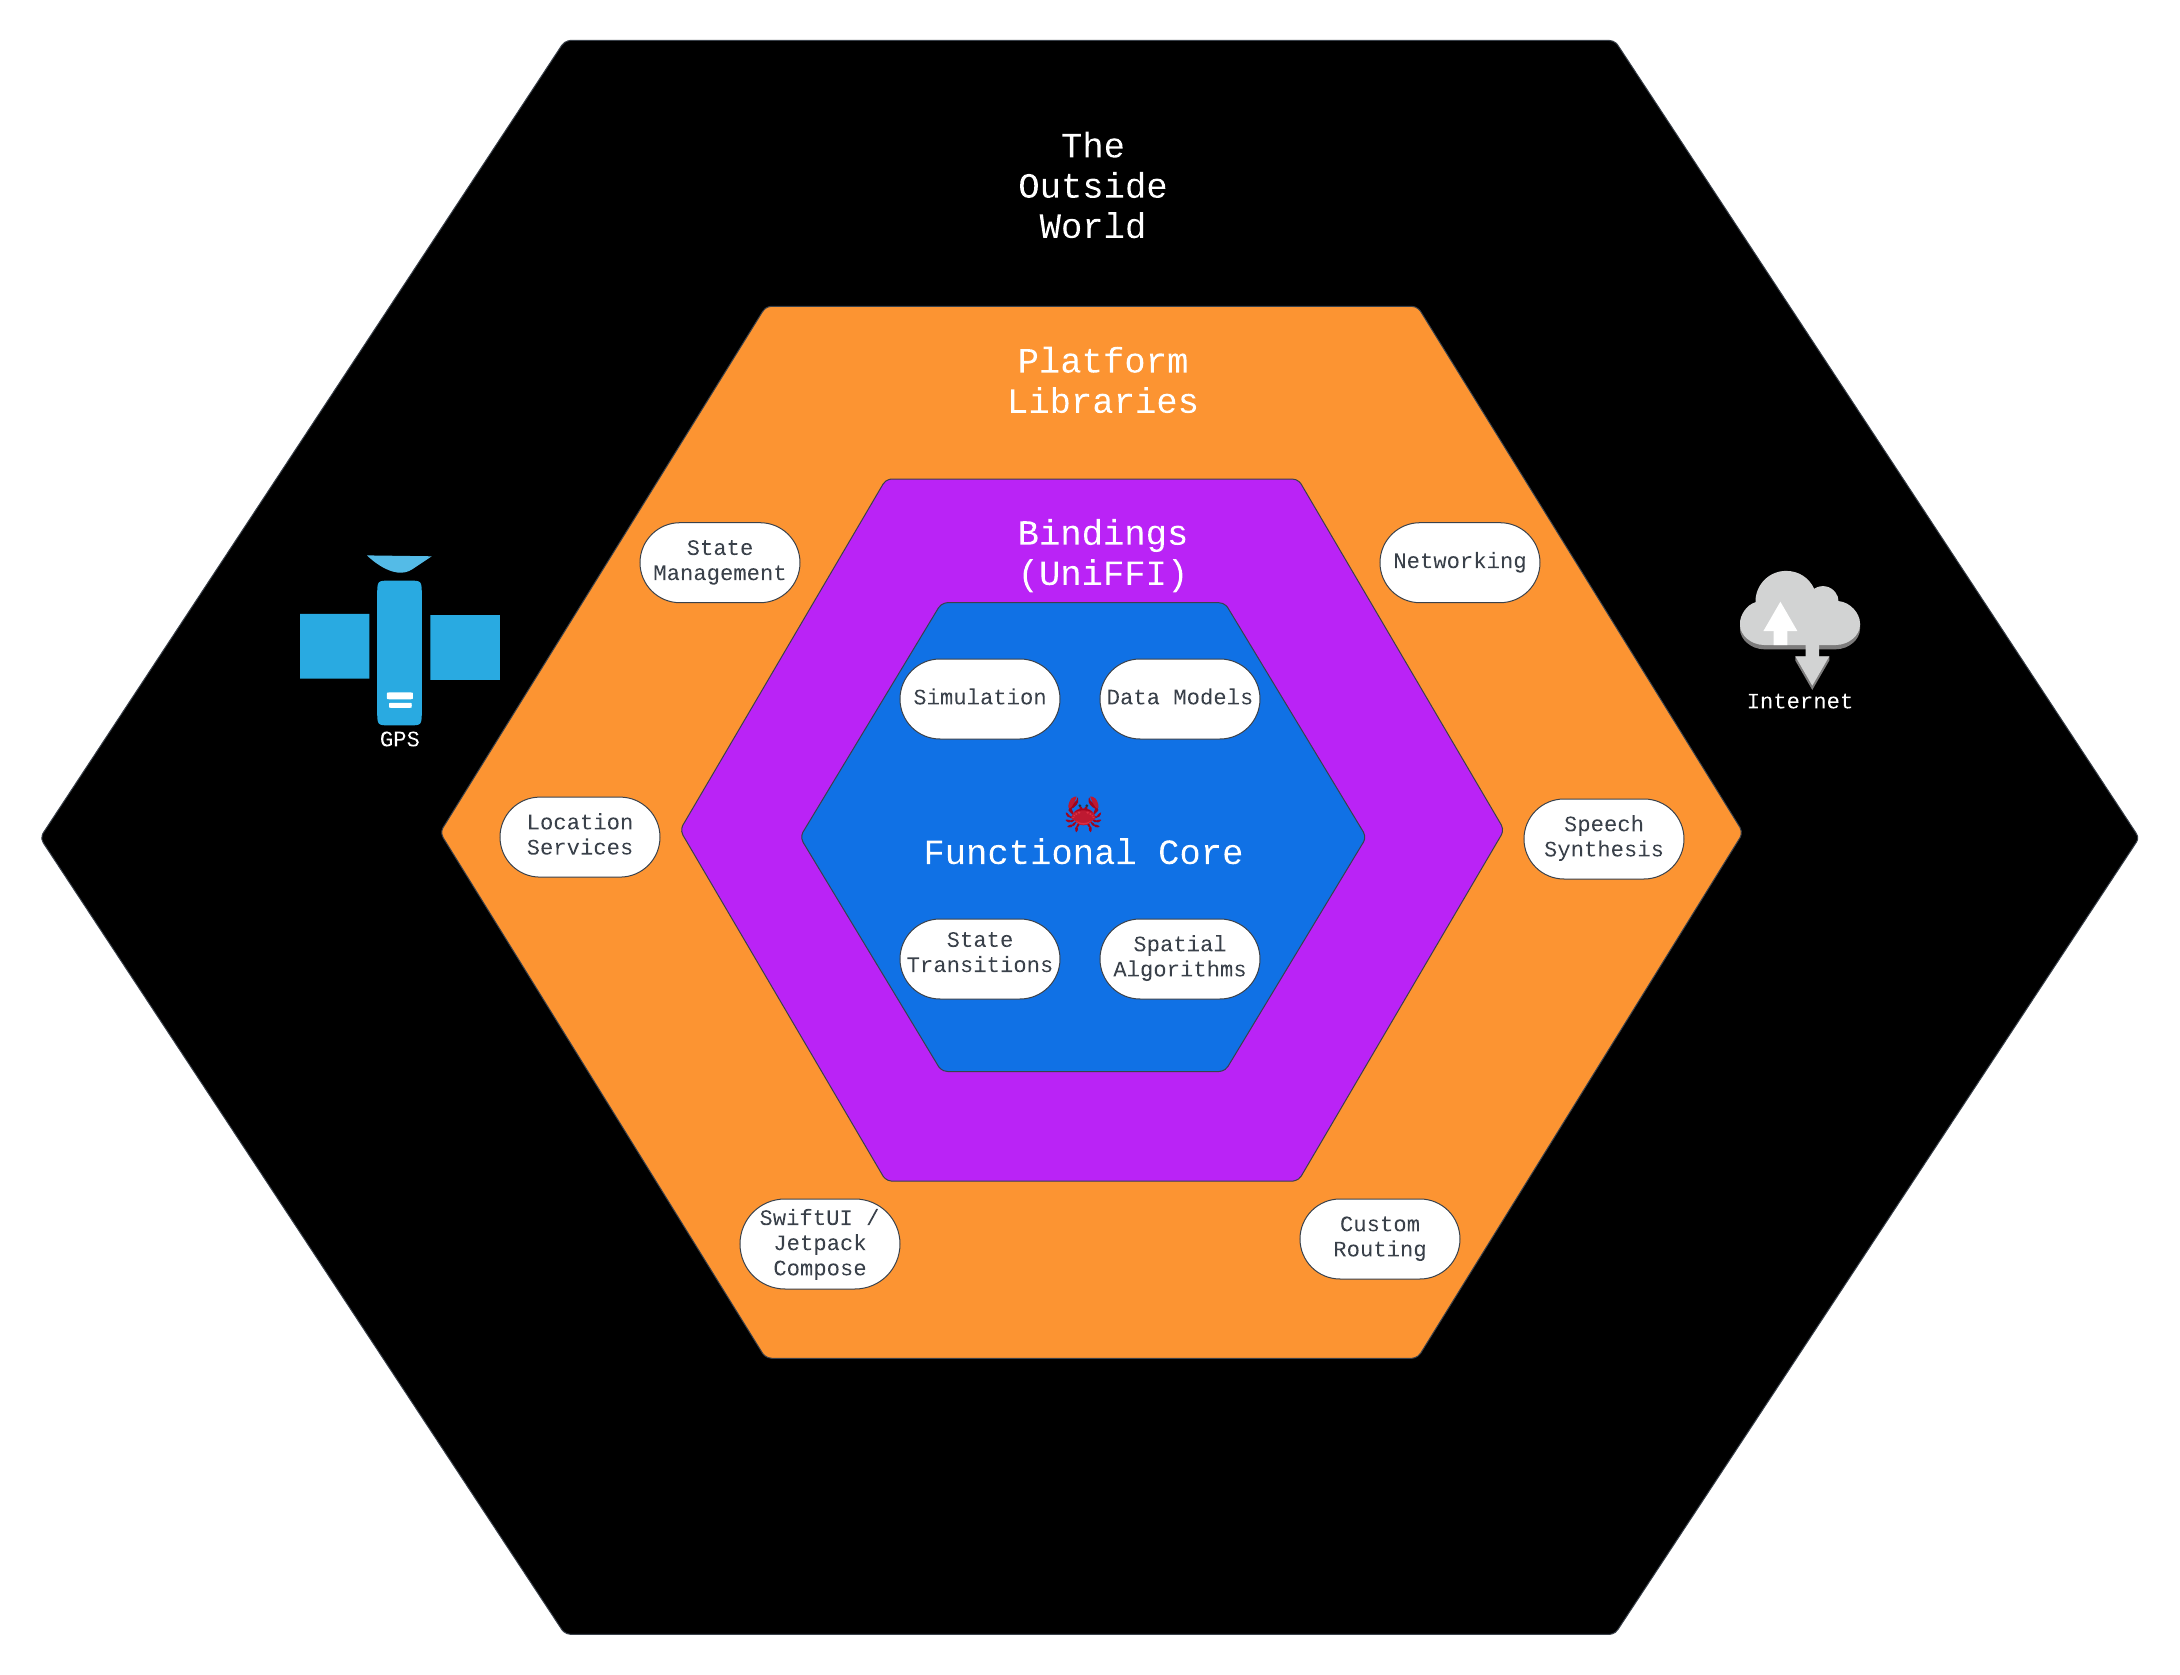 The
Outside
World
Platform
Libraries
Bindings
(UniFFI)
State
Management
Networking
GPS
Internet
Simulation
Data Models
Location
Services
Functional Core
Speech
Synthesis
State
Transitions
Spatial
Algorithms
SwiftUI /
Jetpack
Compose
Custom
Routing